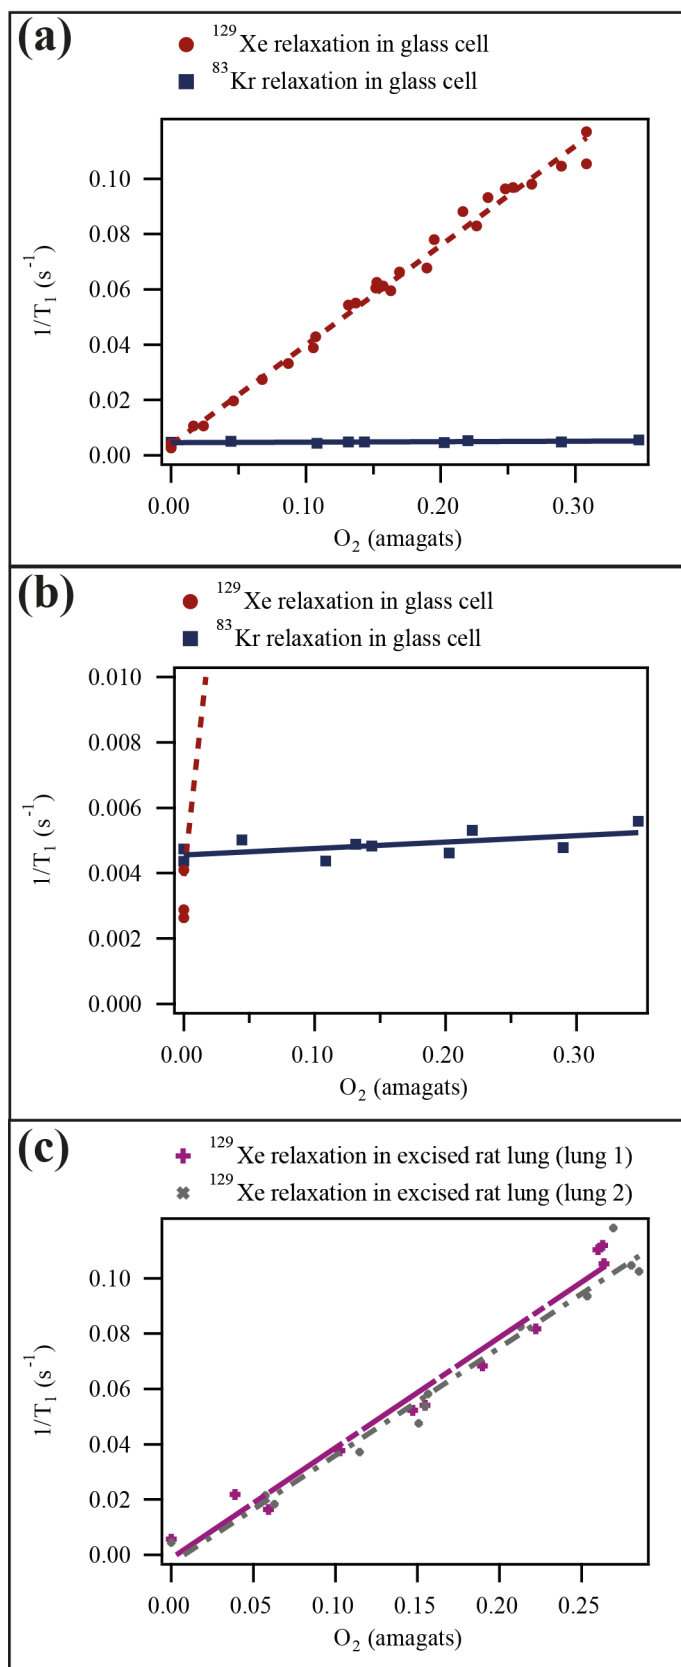 (a)
129Xe relaxation in glass cell
83Kr relaxation in glass cell
0.10
0.08
0.06
0.04
0.02
0.00
1/T1 (s-1)
0.00 0.10 0.20 0.30
O2 (amagats)
(b)
129Xe relaxation in glass cell
83Kr relaxation in glass cell
0.010
0.008
0.006
0.004
0.002
0.000
1/T1 (s-1)
0.00 0.10 0.20 0.30
O2 (amagats)
(c)
129Xe relaxation in excised rat lung (lung 1)
129Xe relaxation in excised rat lung (lung 2)
0.10
0.08
0.06
0.04
0.02
0.00
1/T1 (s-1)
0.00 0.05 0.10 0.15 0.20 0.25
O2 (amagats)